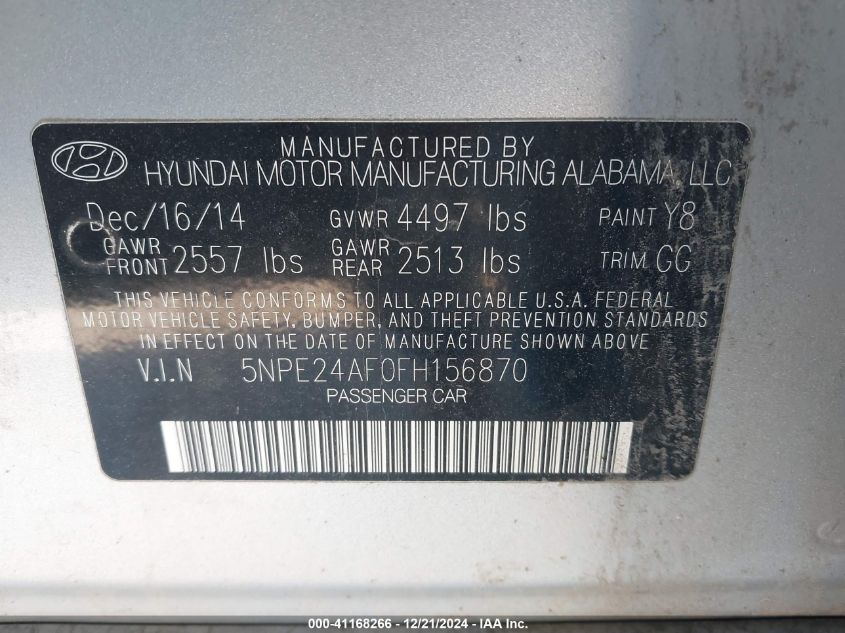 MANUFACTURED BY
HYUNDAI MOTOR MANUFACTURING ALABAMA, LLC
Dec/16/14 GVWR 4497 lbs PAINT Y8
GAWR FRONT 2557 lbs GAWR REAR 2513 lbs TRIM GG
THIS VEHICLE CONFORMS TO ALL APPLICABLE U.S.A. FEDERAL
MOTOR VEHICLE SAFETY, BUMPER, AND THEFT PREVENTION STANDARDS
IN EFFECT ON THE DATE OF MANUFACTURE SHOWN ABOVE.
V.I.N 5NPE24AF0FH156870
PASSENGER CAR
000-41168266 - 12/21/2024 - IAA Inc.